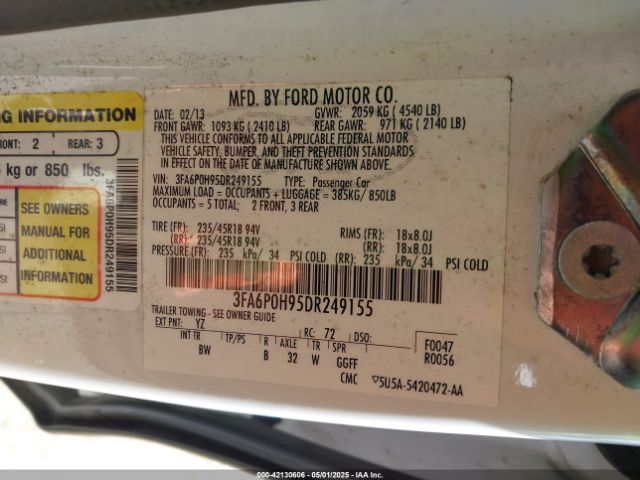 NG INFORMATION
RONT: 2 REAR: 3
kg or 850 lbs.
SEE OWNERS
MANUAL FOR
ADDITIONAL
INFORMATION
3FA6P0H95DR249155
MFD. BY FORD MOTOR CO.
DATE: 02/13 GVWR: 2059 KG ( 4540 LB)
FRONT GAWR: 1093 KG ( 2410 LB) REAR GAWR: 971 KG ( 2140 LB)
THIS VEHICLE CONFORMS TO ALL APPLICABLE FEDERAL MOTOR
VEHICLE SAFETY, BUMPER, AND THEFT PREVENTION STANDARDS
IN EFFECT ON THE DATE OF MANUFACTURE SHOWN ABOVE.
VIN: 3FA6P0H95DR249155 TYPE: Passenger Car
MAXIMUM LOAD = OCCUPANTS + LUGGAGE = 385KG/ 850LB
OCCUPANTS = 5 TOTAL, 2 FRONT, 3 REAR
TIRE (FR): 235/45R18 94V RIMS (FR): 18x8.0J
(RR): 235/45R18 94V (RR): 18x8.0J
PRESSURE (FR): 235 kPa/ 34 PSI COLD (RR): 235 kPa/ 34 PSI COLD
3FA6P0H95DR249155
TRAILER TOWING - SEE OWNER GUIDE
EXT PNT: YZ RC: 72 DSO: F0047
INT TR TP/PS R AXLE TR SPR R0056
BW B 32 W GGFF
CMC ▽5U5A-5420472-AA
000-42130606 - 05/01/2025 - IAA Inc.